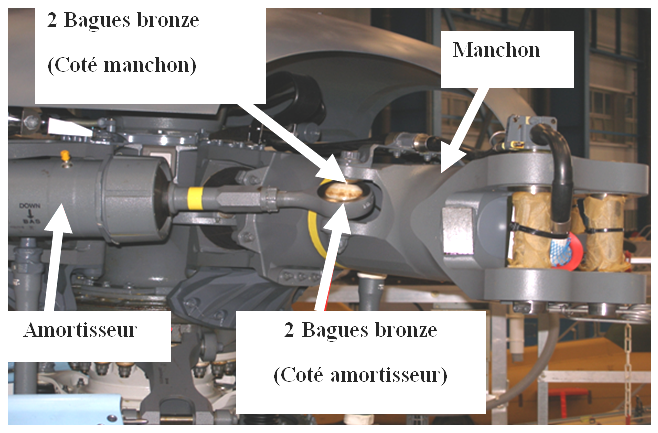 2 Bagues bronze
(Coté manchon)
Manchon
DOWN
Amortisseur
2 Bagues bronze
(Coté amortisseur)